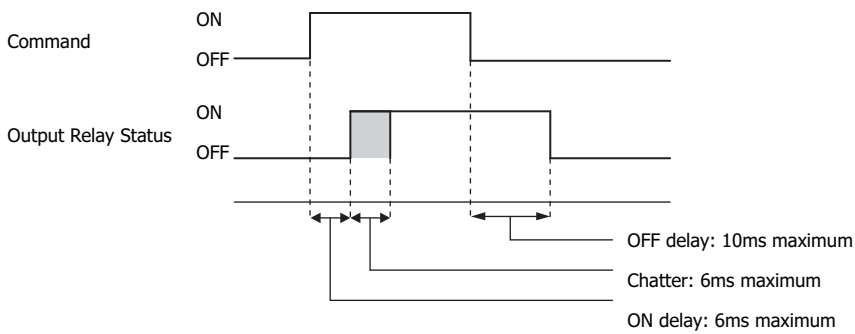 ON
Command
OFF
ON
Output Relay Status
OFF
OFF delay: 10ms maximum
Chatter: 6ms maximum
ON delay: 6ms maximum